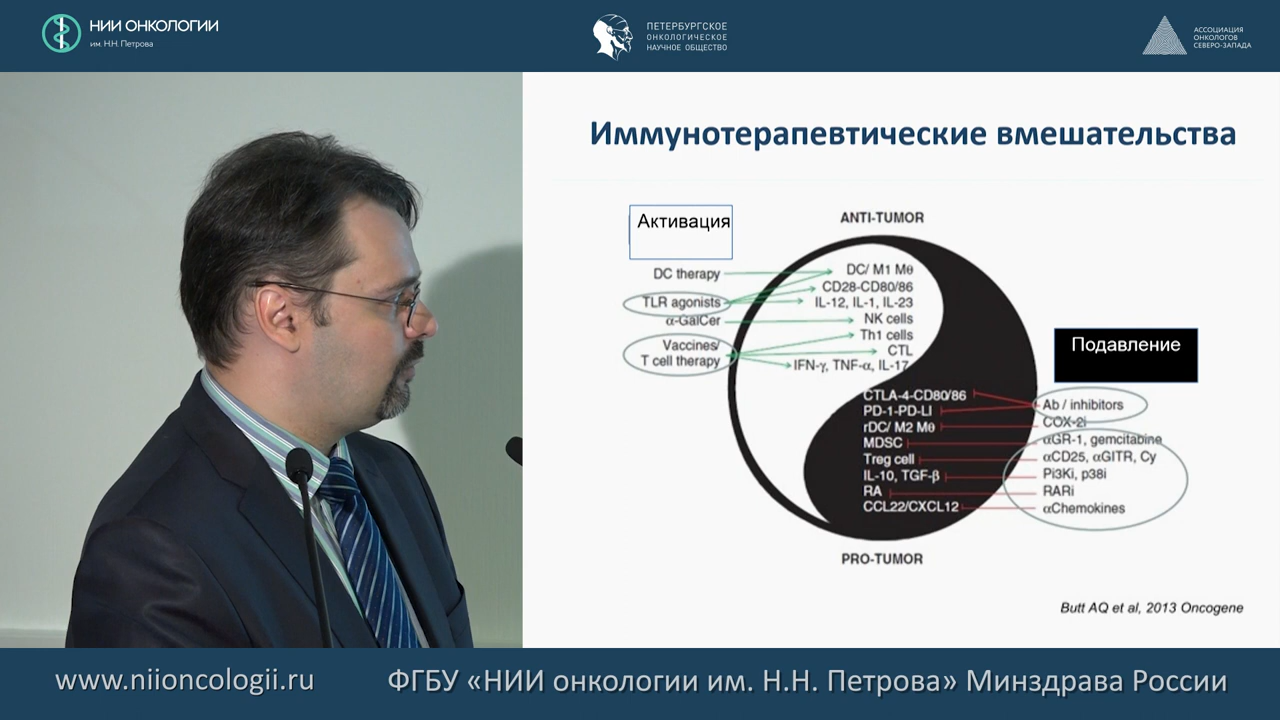 НИИ ОНКОЛОГИИ
им. Н.Н. Петрова
ПЕТЕРБУРГСКОЕ
ОНКОЛОГИЧЕСКОЕ
НАУЧНОЕ ОБЩЕСТВО
АССОЦИАЦИЯ
ОНКОЛОГОВ
СЕВЕРО-ЗАПАДА
Иммунотерапевтические вмешательства
Активация
ANTI-TUMOR
DC therapy
TLR agonists
α-GalCer
Vaccines/
T cell therapy
DC/ M1 Mθ
CD28-CD80/86
IL-12, IL-1, IL-23
NK cells
Th1 cells
CTL
IFN-γ, TNF-α, IL-17
Подавление
CTLA-4-CD80/86
PD-1-PD-LI
rDC/ M2 Mθ
MDSC
Treg cell
IL-10, TGF-β
RA
CCL22/CXCL12
Ab / inhibitors
COX-2i
αGR-1, gemcitabine
αCD25, αGITR, Cy
Pi3Ki, p38i
RARi
αChemokines
PRO-TUMOR
Butt AQ et al, 2013 Oncogene
www.niioncologii.ru
ФГБУ «НИИ онкологии им. Н.Н. Петрова» Минздрава России